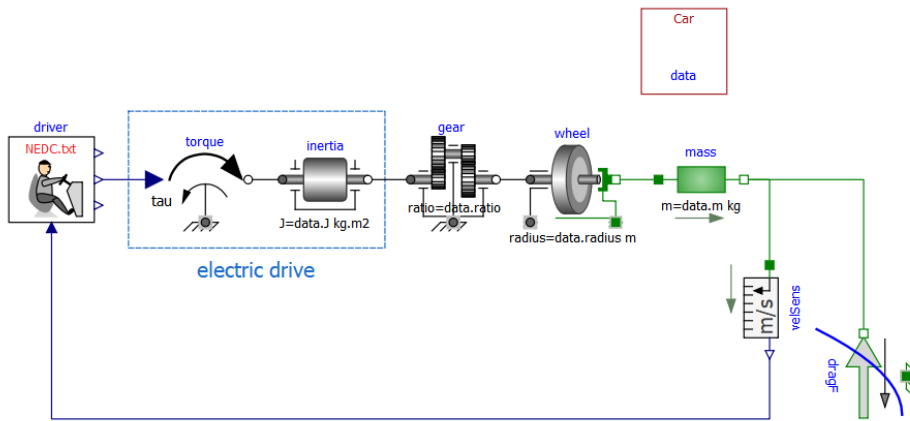 Car
data
driver
NEDC.txt
torque
tau
inertia
J=data.J kg.m2
electric drive
gear
ratio=data.ratio
wheel
radius=data.radius m
mass
m=data.m kg
m/s
velSens
dragF